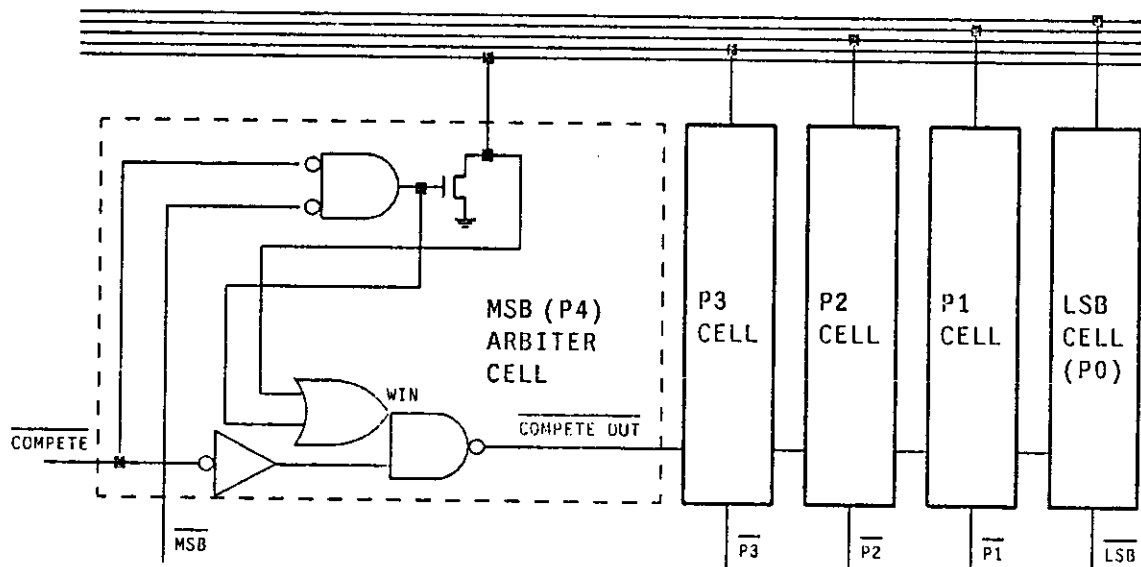 MSB (P4)
ARBITER
CELL
WIN
COMPETE
COMPETE OUT
MSB
P3
CELL
P2
CELL
P1
CELL
LSB
CELL
(P0)
P3
P2
P1
LSB